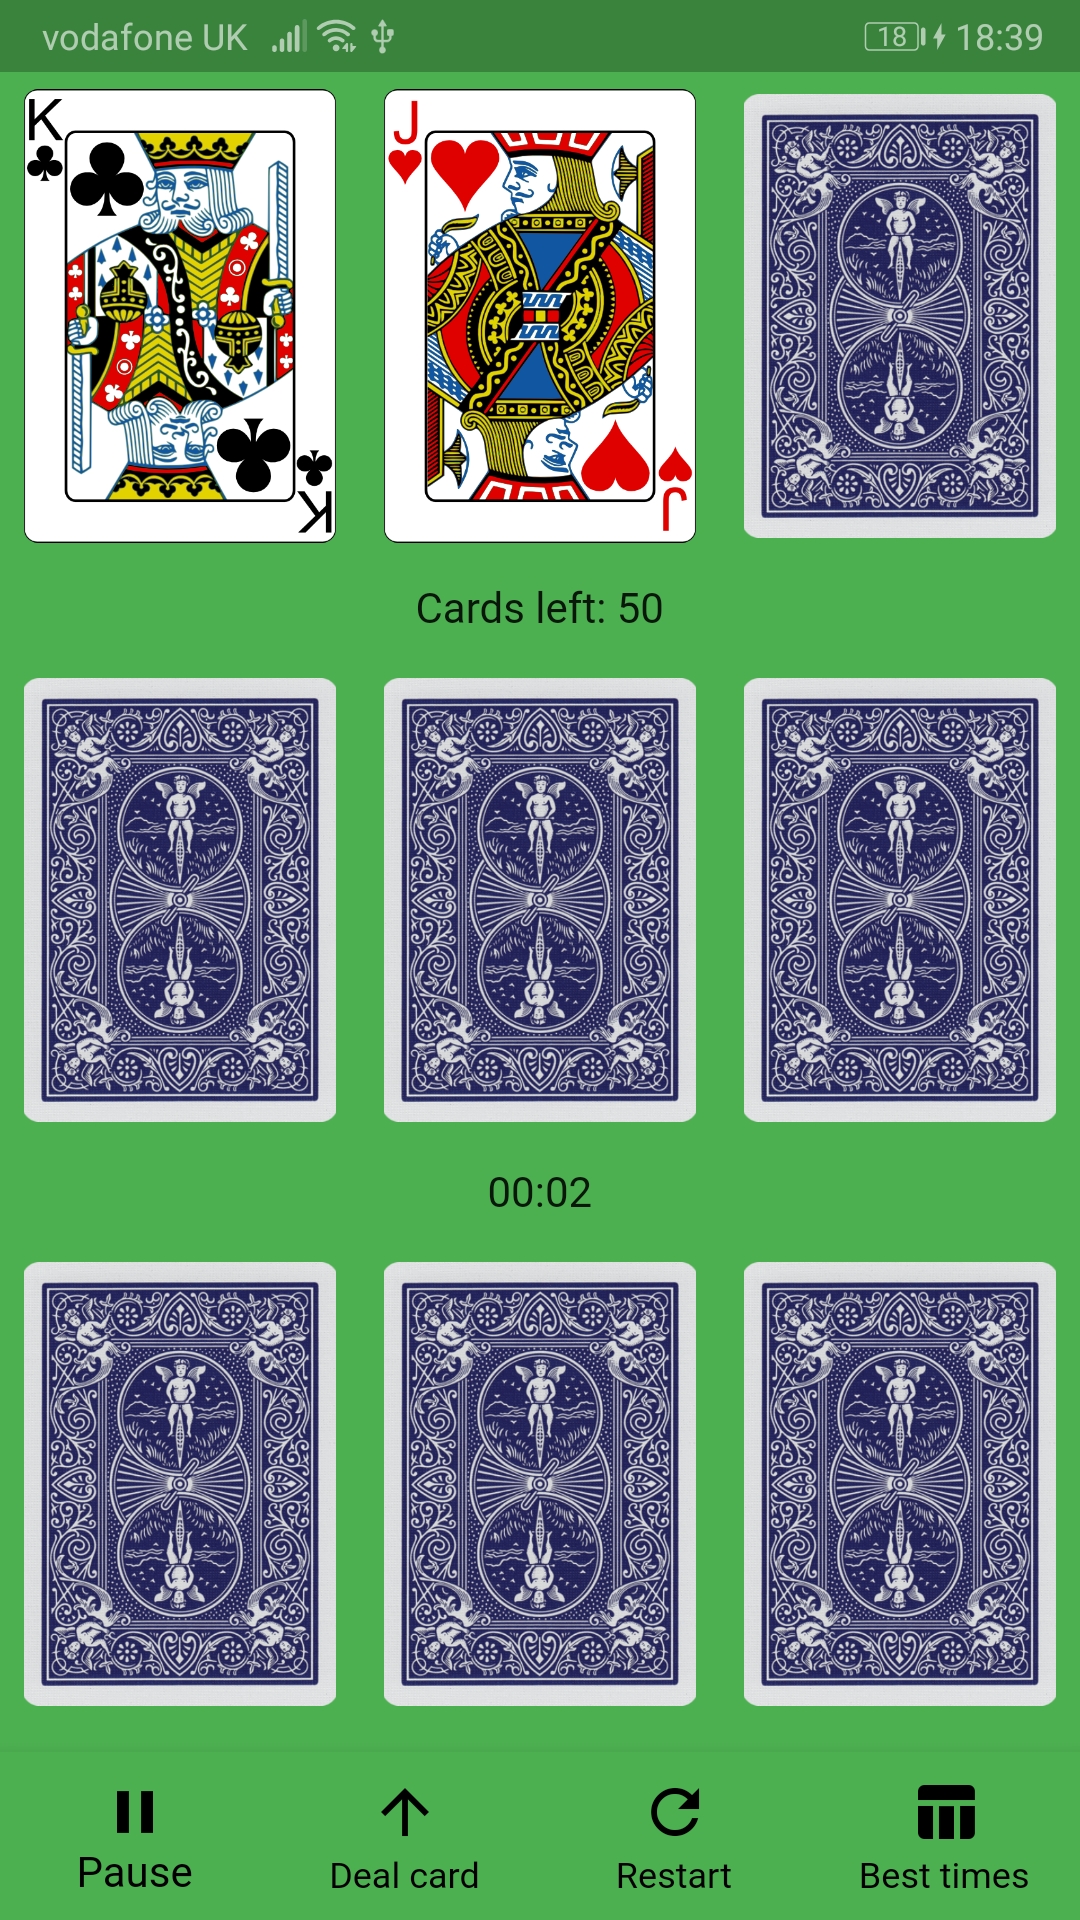 vodafone UK 18 18:39
K J
K J
Cards left: 50
00:02
Pause Deal card Restart Best times